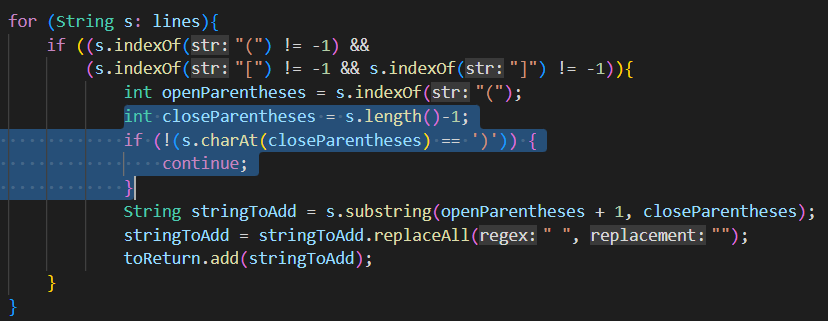 for (String s: lines){
if ((s.indexOf(str: "(") != -1) &&
(s.indexOf(str: "[") != -1 && s.indexOf(str: "]") != -1)){
int openParentheses = s.indexOf(str: "(");
int closeParentheses = s.length()-1;
if (!(s.charAt(closeParentheses) == ')')) {
continue;
}
String stringToAdd = s.substring(openParentheses + 1, closeParentheses);
stringToAdd = stringToAdd.replaceAll(regex: " ", replacement: "");
toReturn.add(stringToAdd);
}
}